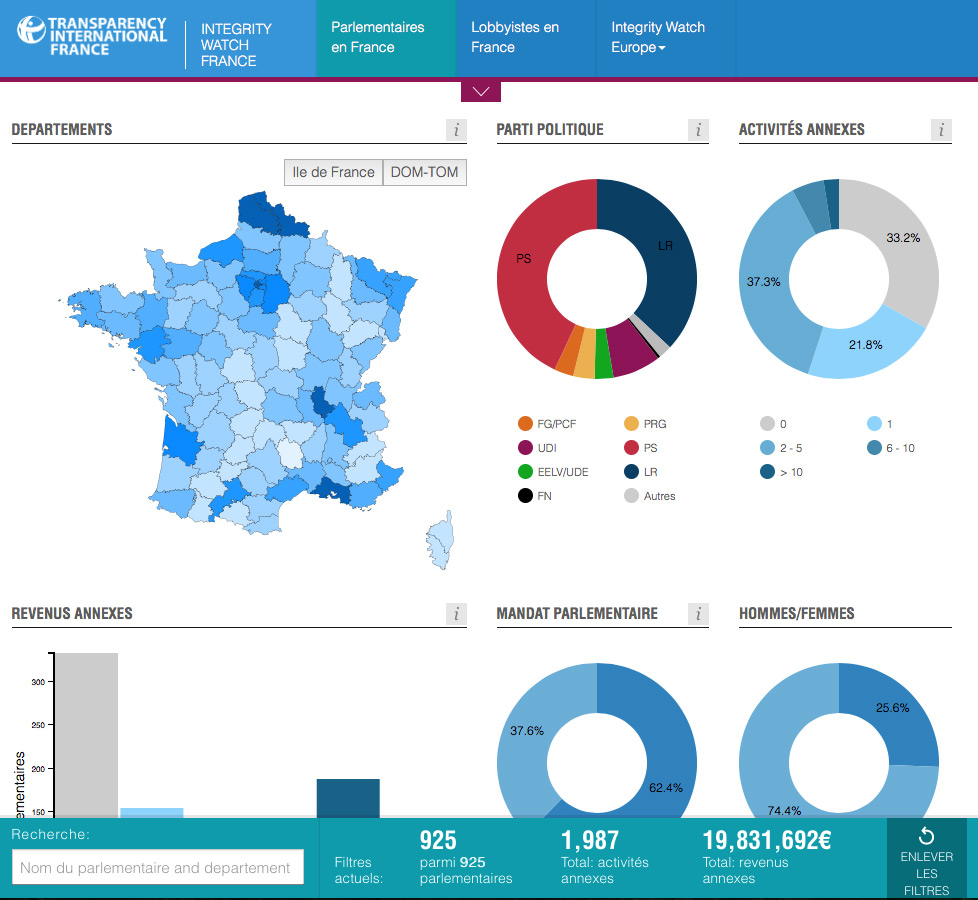 TRANSPARENCY
INTERNATIONAL
FRANCE
INTEGRITY
WATCH
FRANCE
Parlementaires
en France
Lobbyistes en
France
Integrity Watch
Europe
DEPARTEMENTS
i
Ile de France
DOM-TOM
PARTI POLITIQUE
i
PS
LR
FG/PCF
PRG
UDI
PS
EELV/UDE
LR
FN
Autres
ACTIVITÉS ANNEXES
i
33.2%
37.3%
21.8%
0
1
2 - 5
6 - 10
> 10
REVENUS ANNEXES
i
300
250
200
150
ementaires
MANDAT PARLEMENTAIRE
i
37.6%
62.4%
HOMMES/FEMMES
25.6%
74.4%
Recherche:
Nom du parlementaire and departement
Filtres
actuels:
925
parmi 925
parlementaires
1,987
Total: activités
annexes
19,831,692€
Total: revenus
annexes
ENLEVER
LES
FILTRES